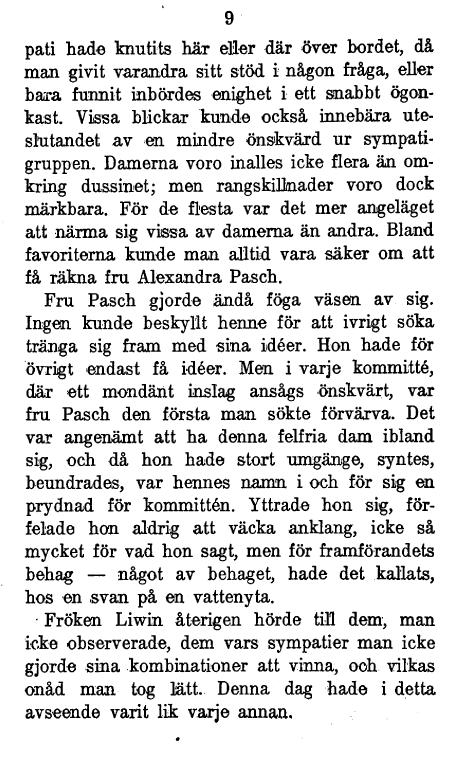 9
pati hade knutits här eller där över bordet, då
man givit varandra sitt stöd i någon fråga, eller
bara funnit inbördes enighet i ett snabbt ögon-
kast. Vissa blickar kunde också innebära ute-
slutandet av en mindre önskvärd ur sympati-
gruppen. Damerna voro inalles icke flera än om-
kring dussinet; men rangskillnader voro dock
märkbara. För de flesta var det mer angeläget
att närma sig vissa av damerna än andra. Bland
favoriterna kunde man alltid vara säker om att
få räkna fru Alexandra Pasch.
Fru Pasch gjorde ändå föga väsen av sig.
Ingen kunde beskyllt henne för att ivrigt söka
tränga sig fram med sina idéer. Hon hade för
övrigt endast få idéer. Men i varje kommitté,
där ett mondänt inslag ansågs önskvärt, var
fru Pasch den första man sökte förvärva. Det
var angenämt att ha denna felfria dam ibland
sig, och då hon hade stort umgänge, syntes,
beundrades, var hennes namn i och för sig en
prydnad för kommittén. Yttrade hon sig, för-
felade hon aldrig att väcka anklang, icke så
mycket för vad hon sagt, men för framförandets
behag — något av behaget, hade det kallats,
hos en svan på en vattenyta.
Fröken Liwin återigen hörde till dem, man
icke observerade, dem vars sympatier man icke
gjorde sina kombinationer att vinna, och vilkas
onåd man tog lätt. Denna dag hade i detta
avseende varit lik varje annan.